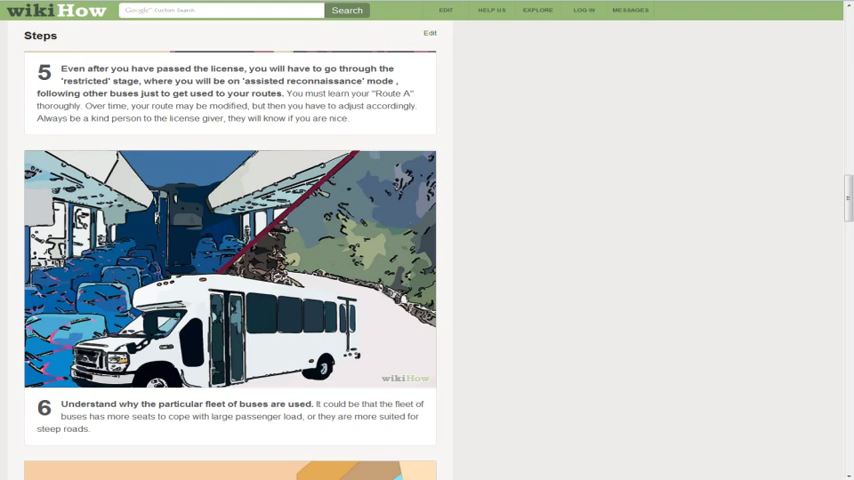 wikiHow Google™ Custom Search Search EDIT HELP US EXPLORE LOG IN MESSAGES
Steps Edit
5 Even after you have passed the license, you will have to go through the
'restricted' stage, where you will be on 'assisted reconnaissance' mode ,
following other buses just to get used to your routes. You must learn your "Route A"
thoroughly. Over time, your route may be modified, but then you have to adjust accordingly.
Always be a kind person to the license giver, they will know if you are nice.
wikiHow
6 Understand why the particular fleet of buses are used. It could be that the fleet of
buses has more seats to cope with large passenger load, or they are more suited for
steep roads.